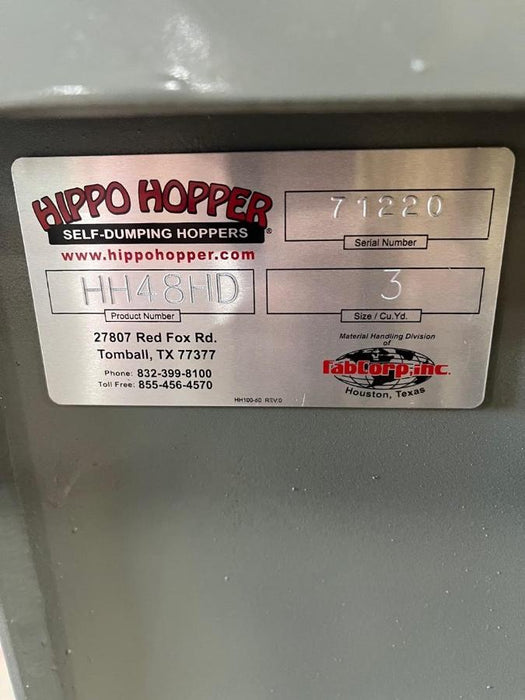 HIPPO HOPPER
SELF-DUMPING HOPPERS ®
www.hippohopper.com
71220
Serial Number
HH48HD
Product Number
3
Size / Cu.Yd.
27807 Red Fox Rd.
Tomball, TX 77377
Phone: 832-399-8100
Toll Free: 855-456-4570
Material Handling Division
of
FabCorp, inc.
Houston, Texas
HH100-60 REV.0